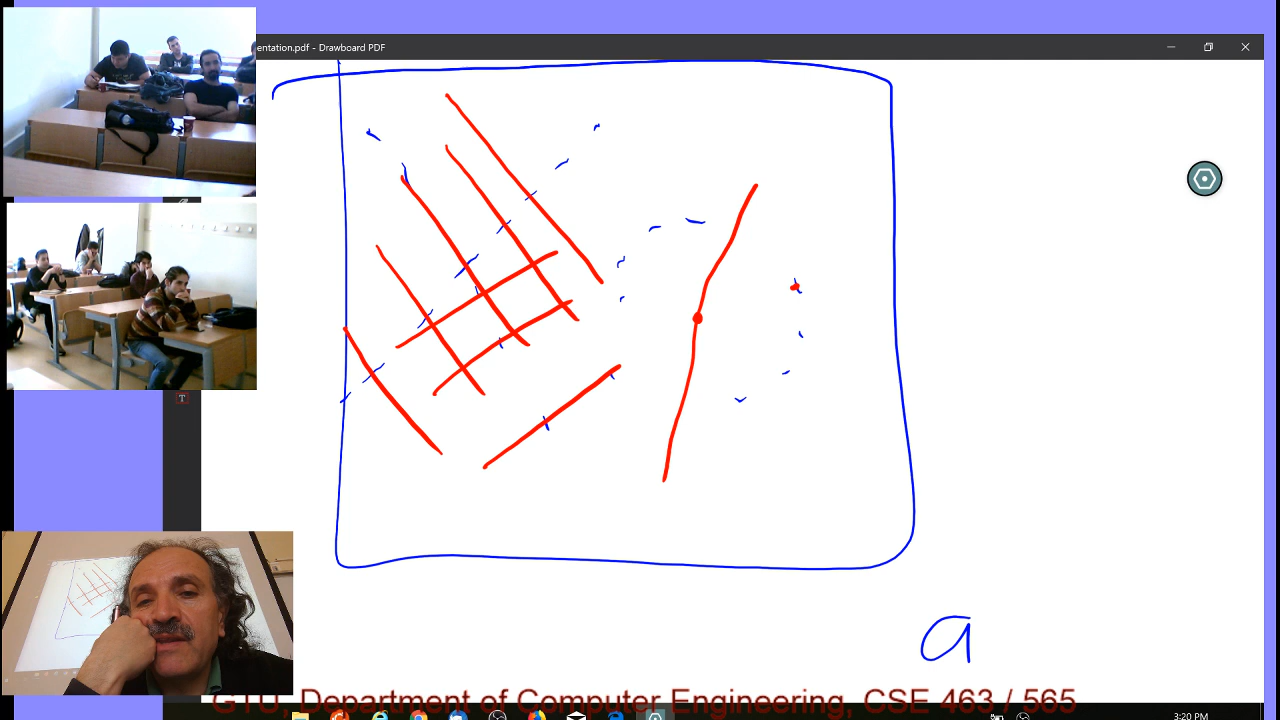 entation.pdf - Drawboard PDF
T
a
GTU, Department of Computer Engineering, CSE 463 / 565
3:20 PM